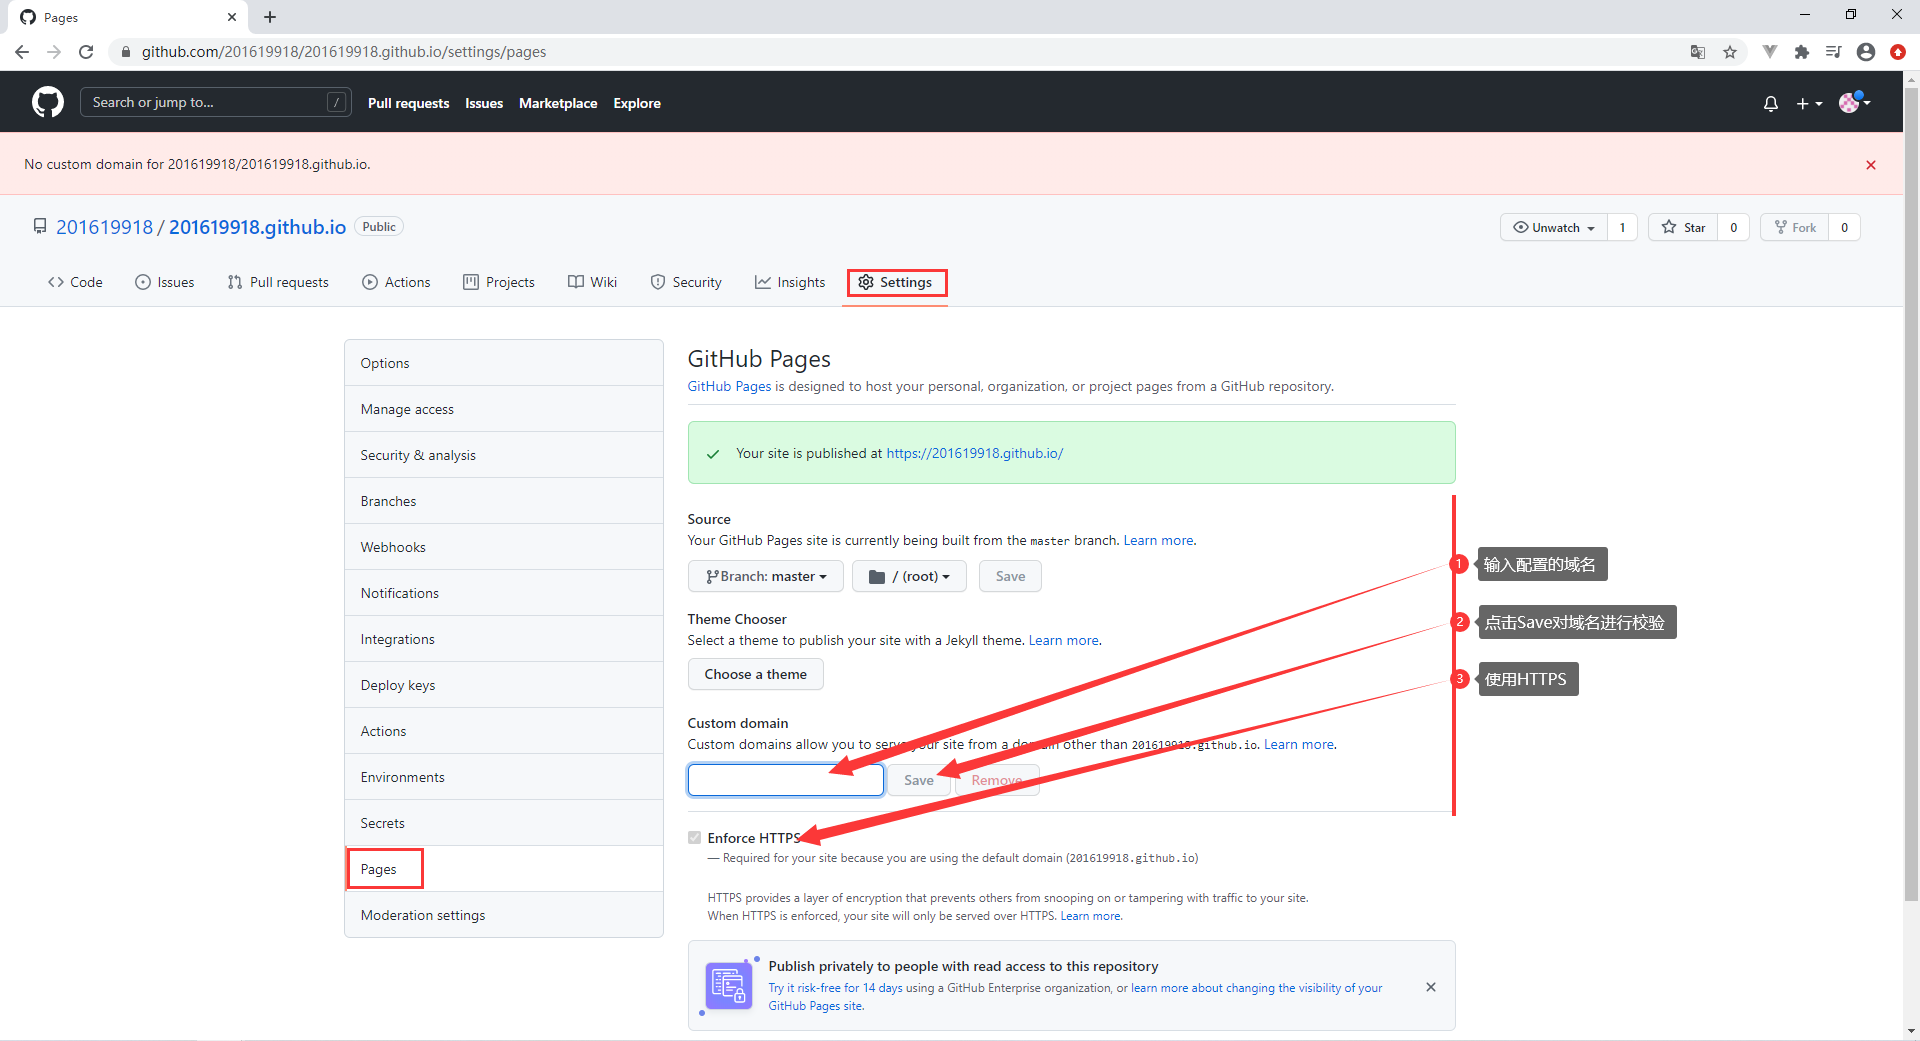 Pages
github.com/201619918/201619918.github.io/settings/pages
Search or jump to...
/
Pull requests
Issues
Marketplace
Explore
No custom domain for 201619918/201619918.github.io.
201619918 / 201619918.github.io
Public
Unwatch
1
Star
0
Fork
0
Code
Issues
Pull requests
Actions
Projects
Wiki
Security
Insights
Settings
Options
Manage access
Security & analysis
Branches
Webhooks
Notifications
Integrations
Deploy keys
Actions
Environments
Secrets
Pages
Moderation settings
GitHub Pages
GitHub Pages is designed to host your personal, organization, or project pages from a GitHub repository.
Your site is published at https://201619918.github.io/
Source
Your GitHub Pages site is currently being built from the master branch. Learn more.
Branch: master
/ (root)
Save
Theme Chooser
Select a theme to publish your site with a Jekyll theme. Learn more.
Choose a theme
Custom domain
Custom domains allow you to serve your site from a domain other than 201619918.github.io. Learn more.
Save
Remove
Enforce HTTPS
— Required for your site because you are using the default domain (201619918.github.io)
HTTPS provides a layer of encryption that prevents others from snooping on or tampering with traffic to your site.
When HTTPS is enforced, your site will only be served over HTTPS. Learn more.
Publish privately to people with read access to this repository
Try it risk-free for 14 days using a GitHub Enterprise organization, or learn more about changing the visibility of your
GitHub Pages site.
1 输入配置的域名
2 点击Save对域名进行校验
3 使用HTTPS